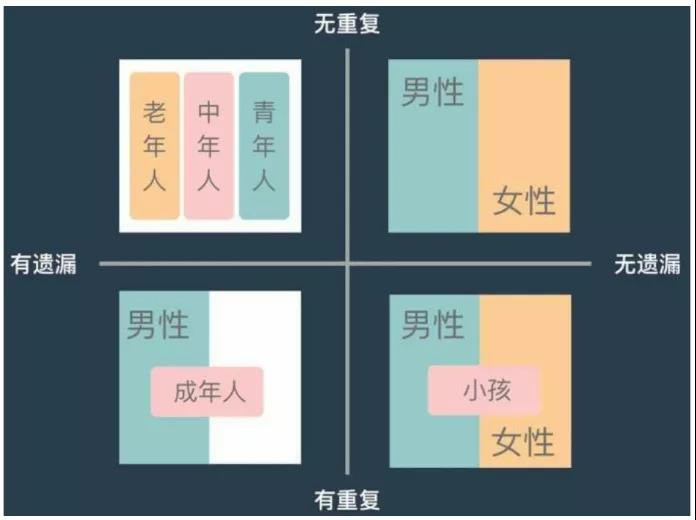 无重复
老年人
中年人
青年人
男性
女性
有遗漏
无遗漏
男性
成年人
男性
小孩
女性
有重复